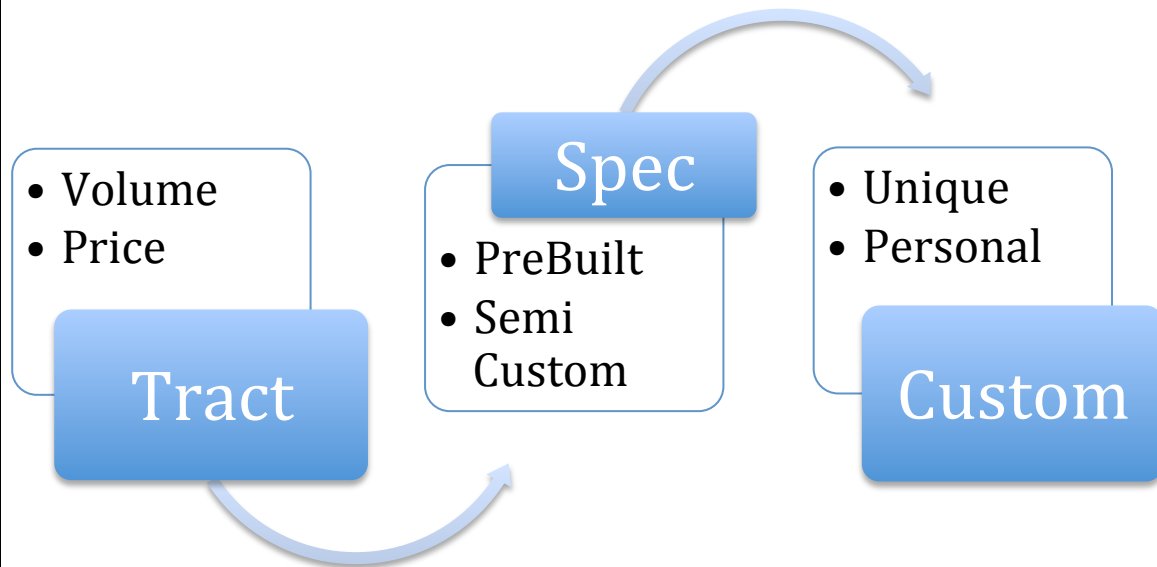 • Volume
• Price
Tract
Spec
• PreBuilt
• Semi
Custom
• Unique
• Personal
Custom